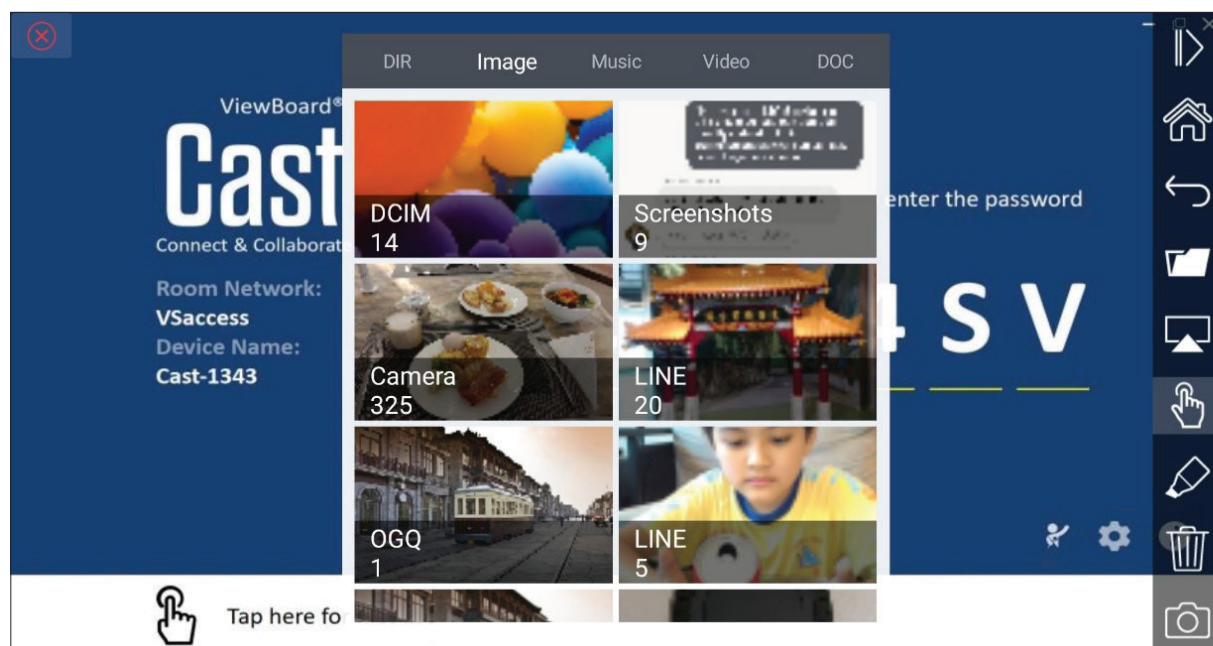 DIR Image Music Video DOC
ViewBoard®
Cast
Connect & Collaborate
Room Network:
VSaccess
Device Name:
Cast-1343
DCIM
14
Screenshots
9
Camera
325
LINE
20
OGQ
1
LINE
5
enter the password
S V
Tap here fo